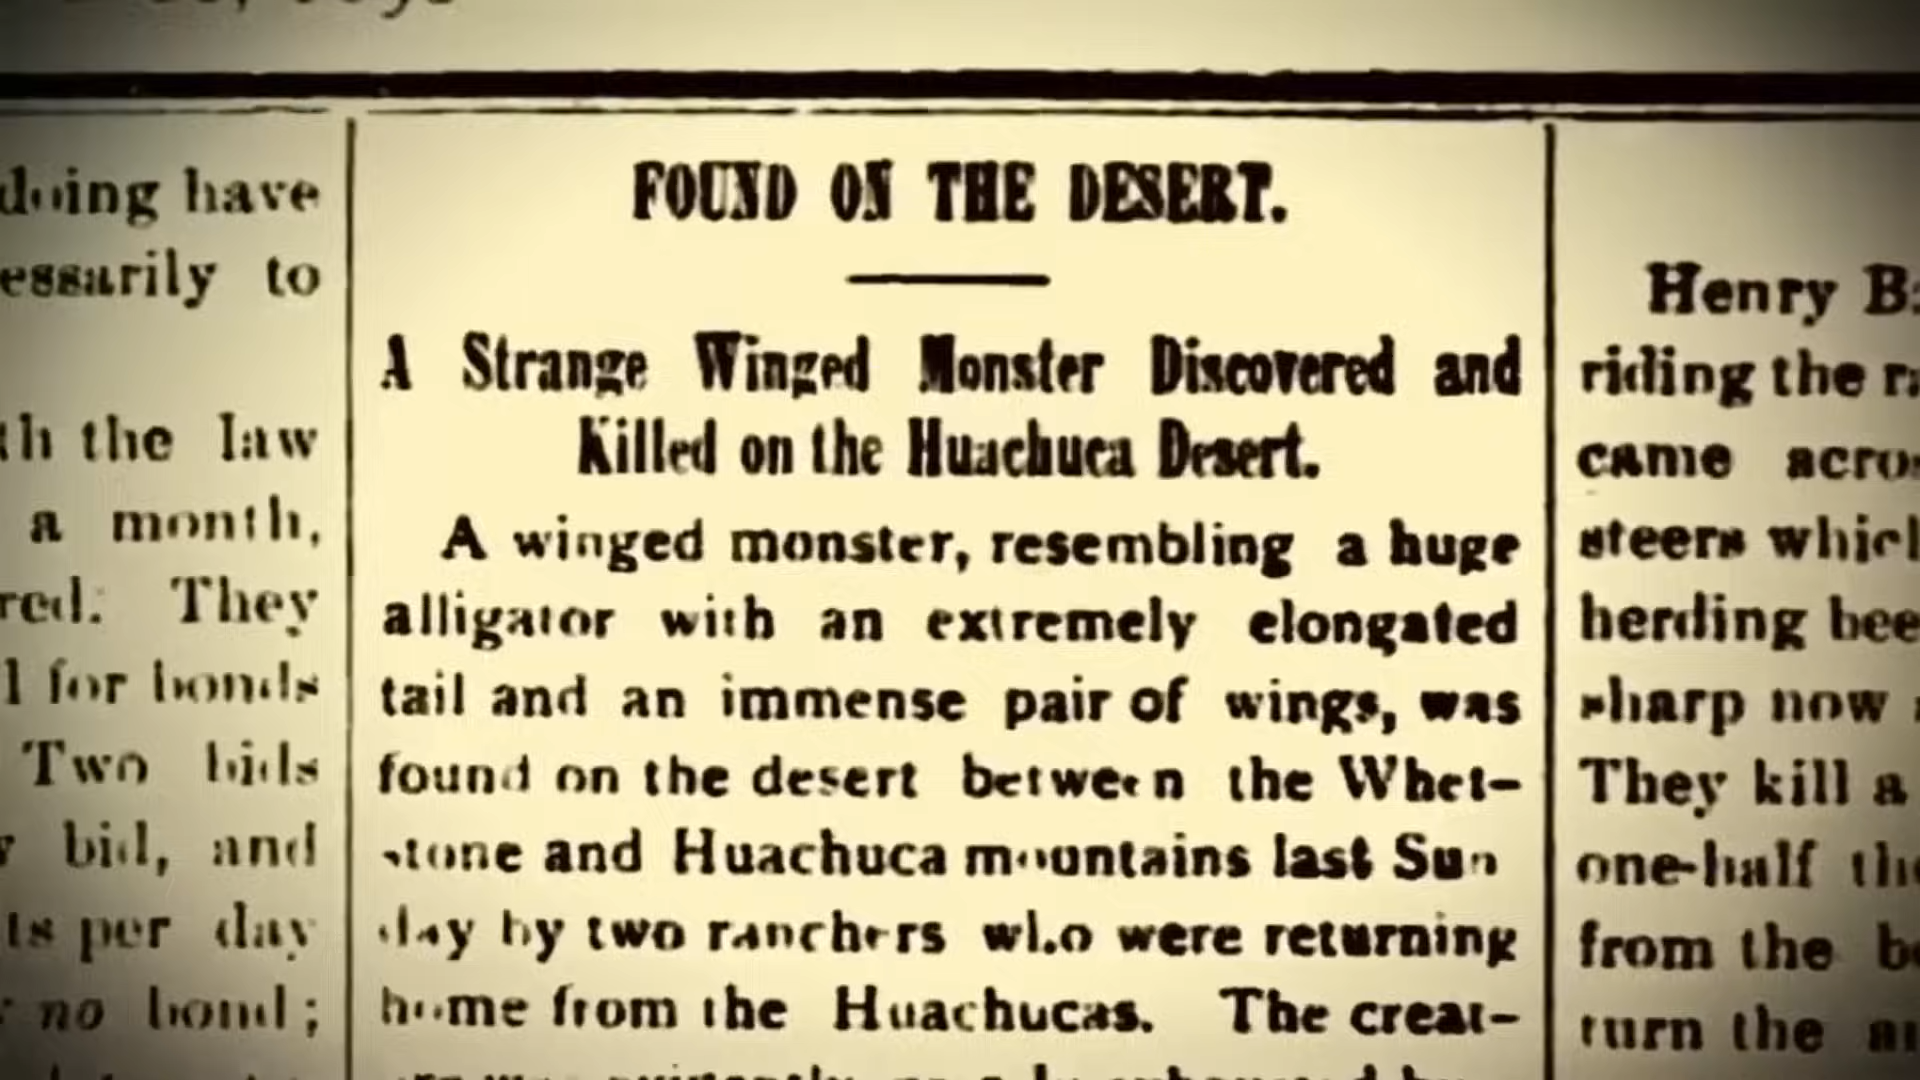 doing have
essarily to
th the law
a month,
red. They
l for bonds
Two bids
bid, and
ts per day
no bond;
FOUND ON THE DESERT.
A Strange Winged Monster Discovered and
Killed on the Huachuca Desert.
A winged monster, resembling a huge
alligator with an extremely elongated
tail and an immense pair of wings, was
found on the desert between the Whet-
stone and Huachuca mountains last Sun
day by two ranchers who were returning
home from the Huachucas. The creat-
Henry B
riding the r
came acro
steers which
herding bee
sharp now
They kill a
one-half th
from the b
turn the